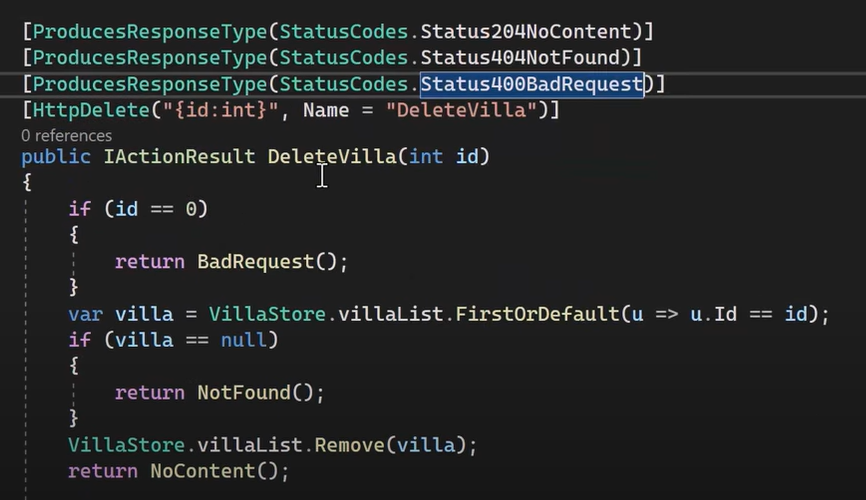 [ProducesResponseType(StatusCodes.Status204NoContent)]
[ProducesResponseType(StatusCodes.Status404NotFound)]
[ProducesResponseType(StatusCodes.Status400BadRequest)]
[HttpDelete("{id:int}", Name = "DeleteVilla")]
0 references
public IActionResult DeleteVilla(int id)
{
    if (id == 0)
    {
        return BadRequest();
    }
    var villa = VillaStore.villaList.FirstOrDefault(u => u.Id == id);
    if (villa == null)
    {
        return NotFound();
    }
    VillaStore.villaList.Remove(villa);
    return NoContent();